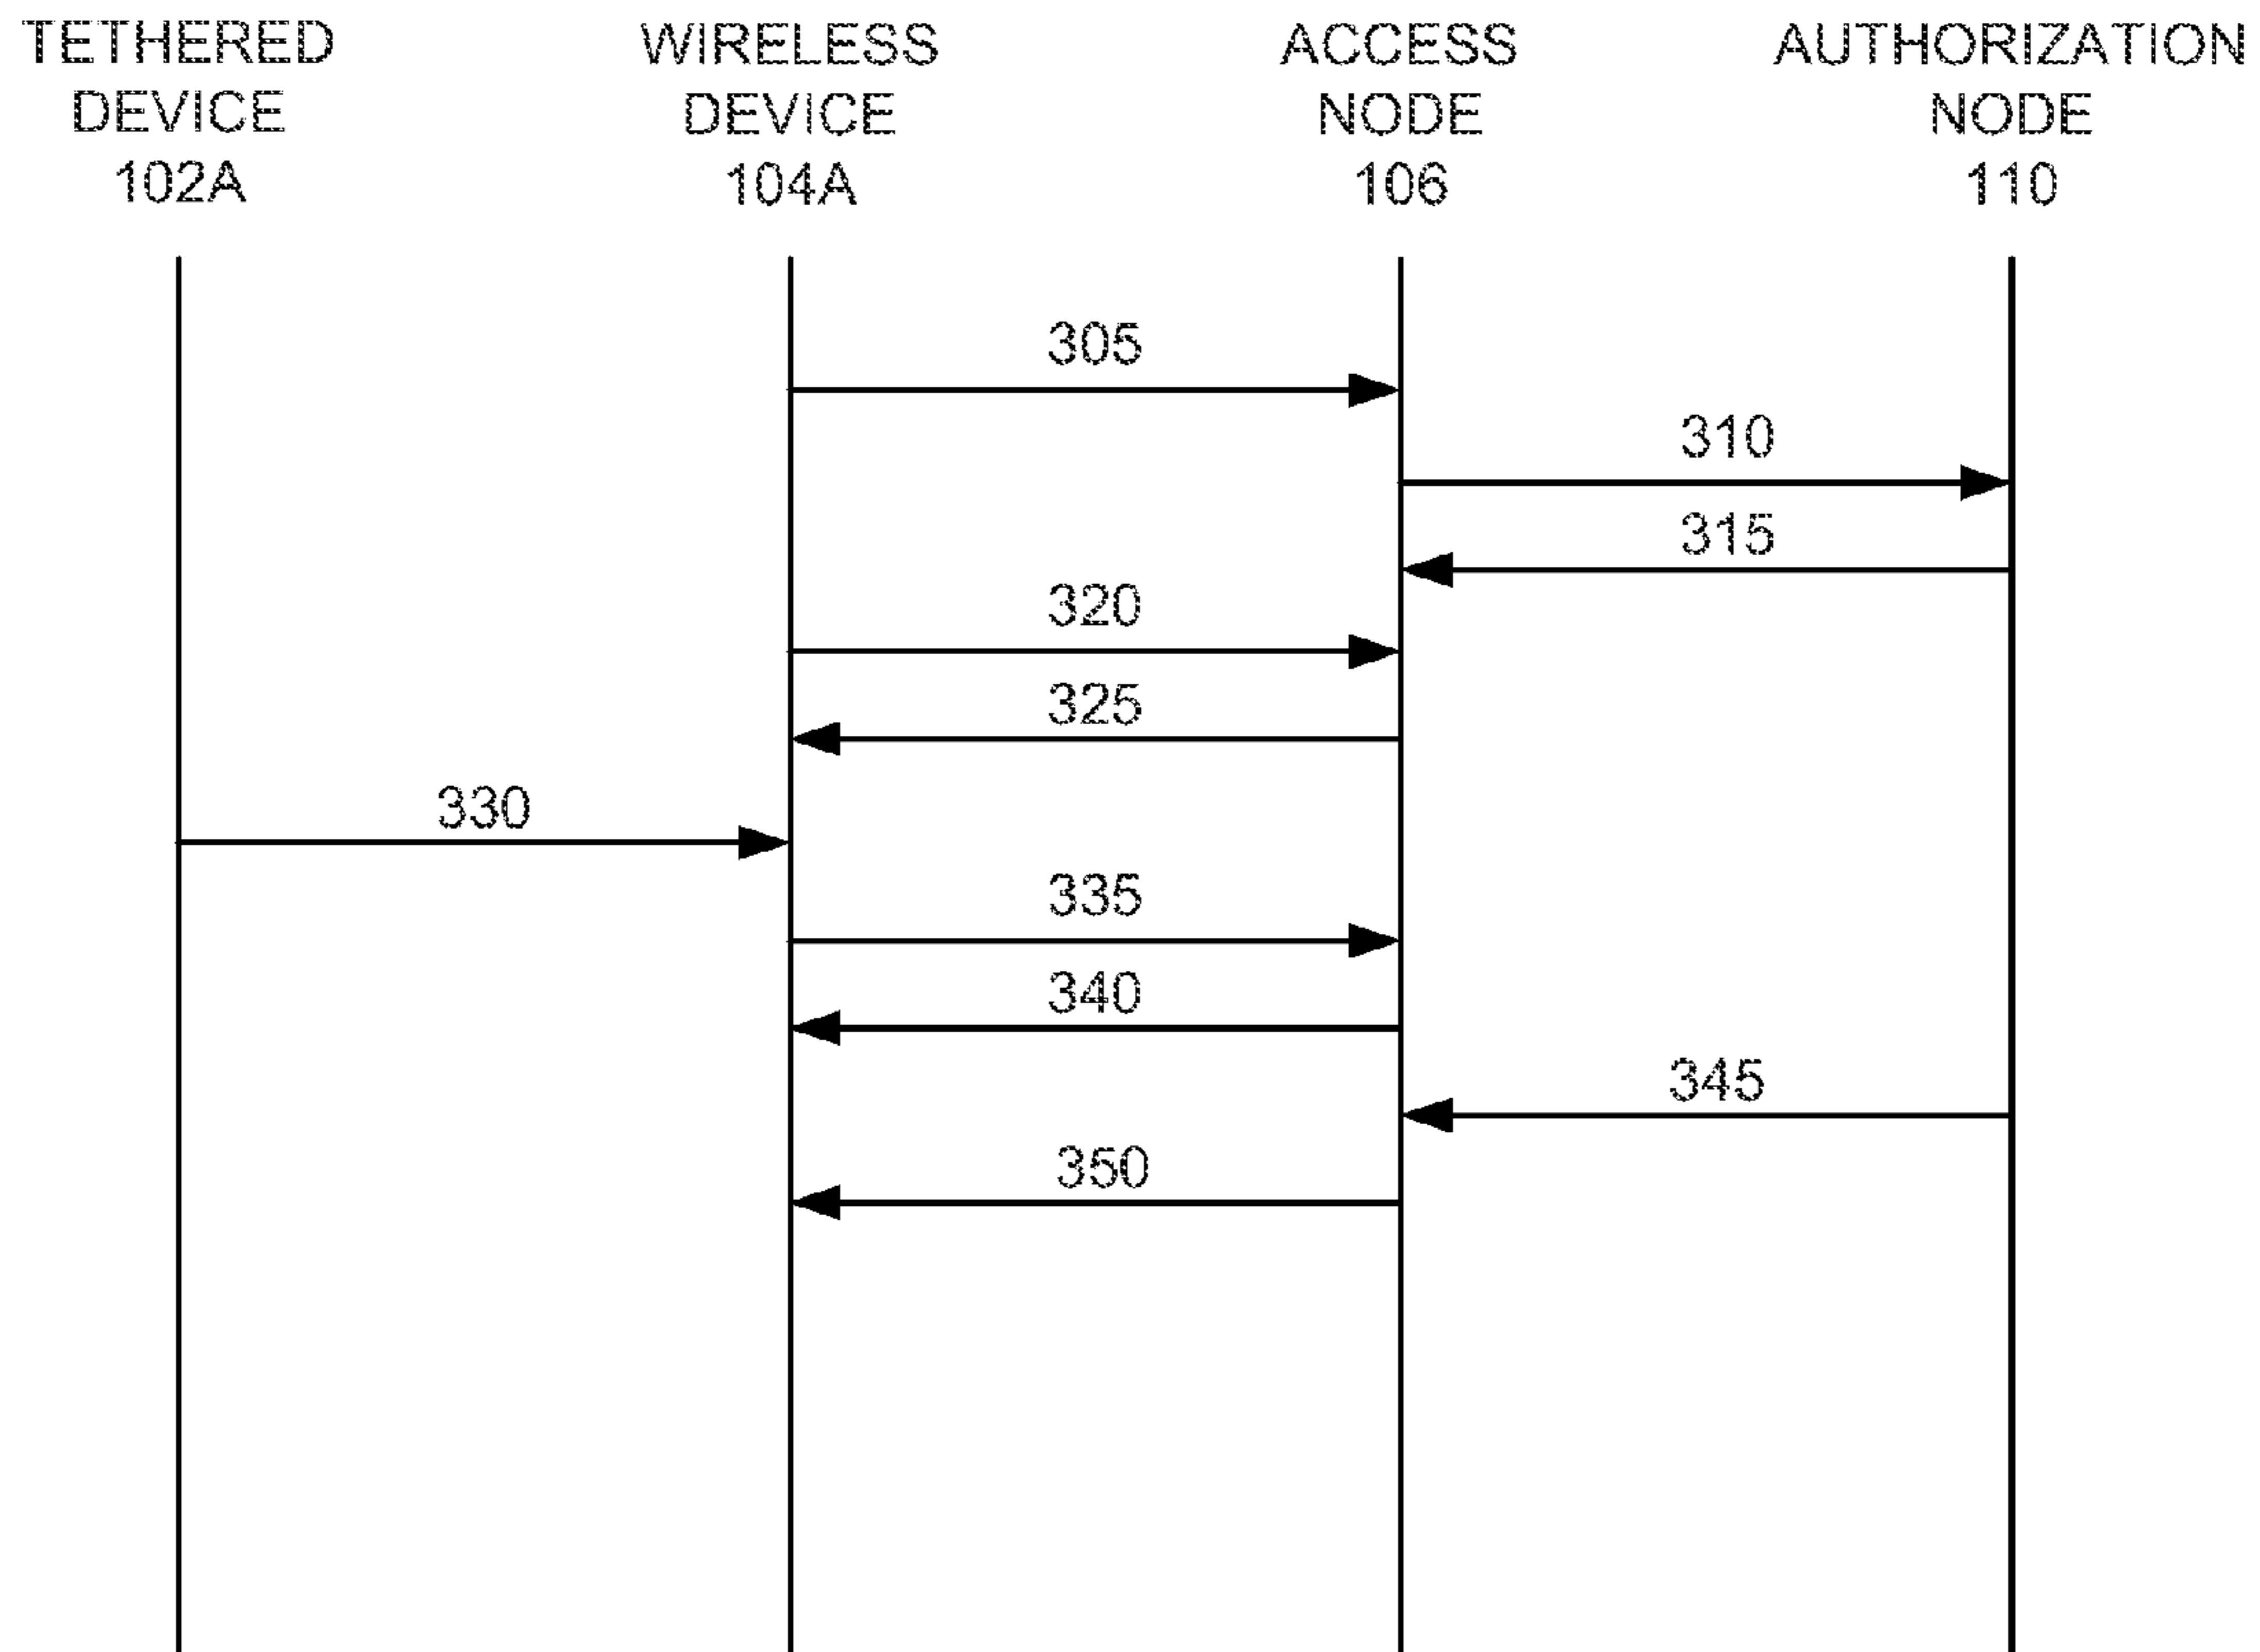 TETHERED
DEVICE
102A
WIRELESS
DEVICE
104A
ACCESS
NODE
106
AUTHORIZATION
NODE
110
305
310
315
320
325
330
335
340
345
350